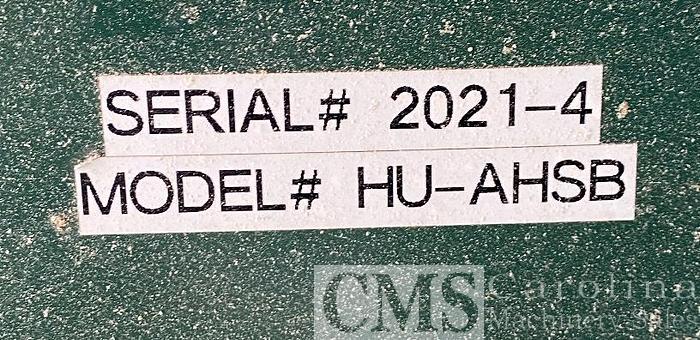 SERIAL# 2021-4
MODEL# HU-AHSB
CMS Carolina
Machinery Sales